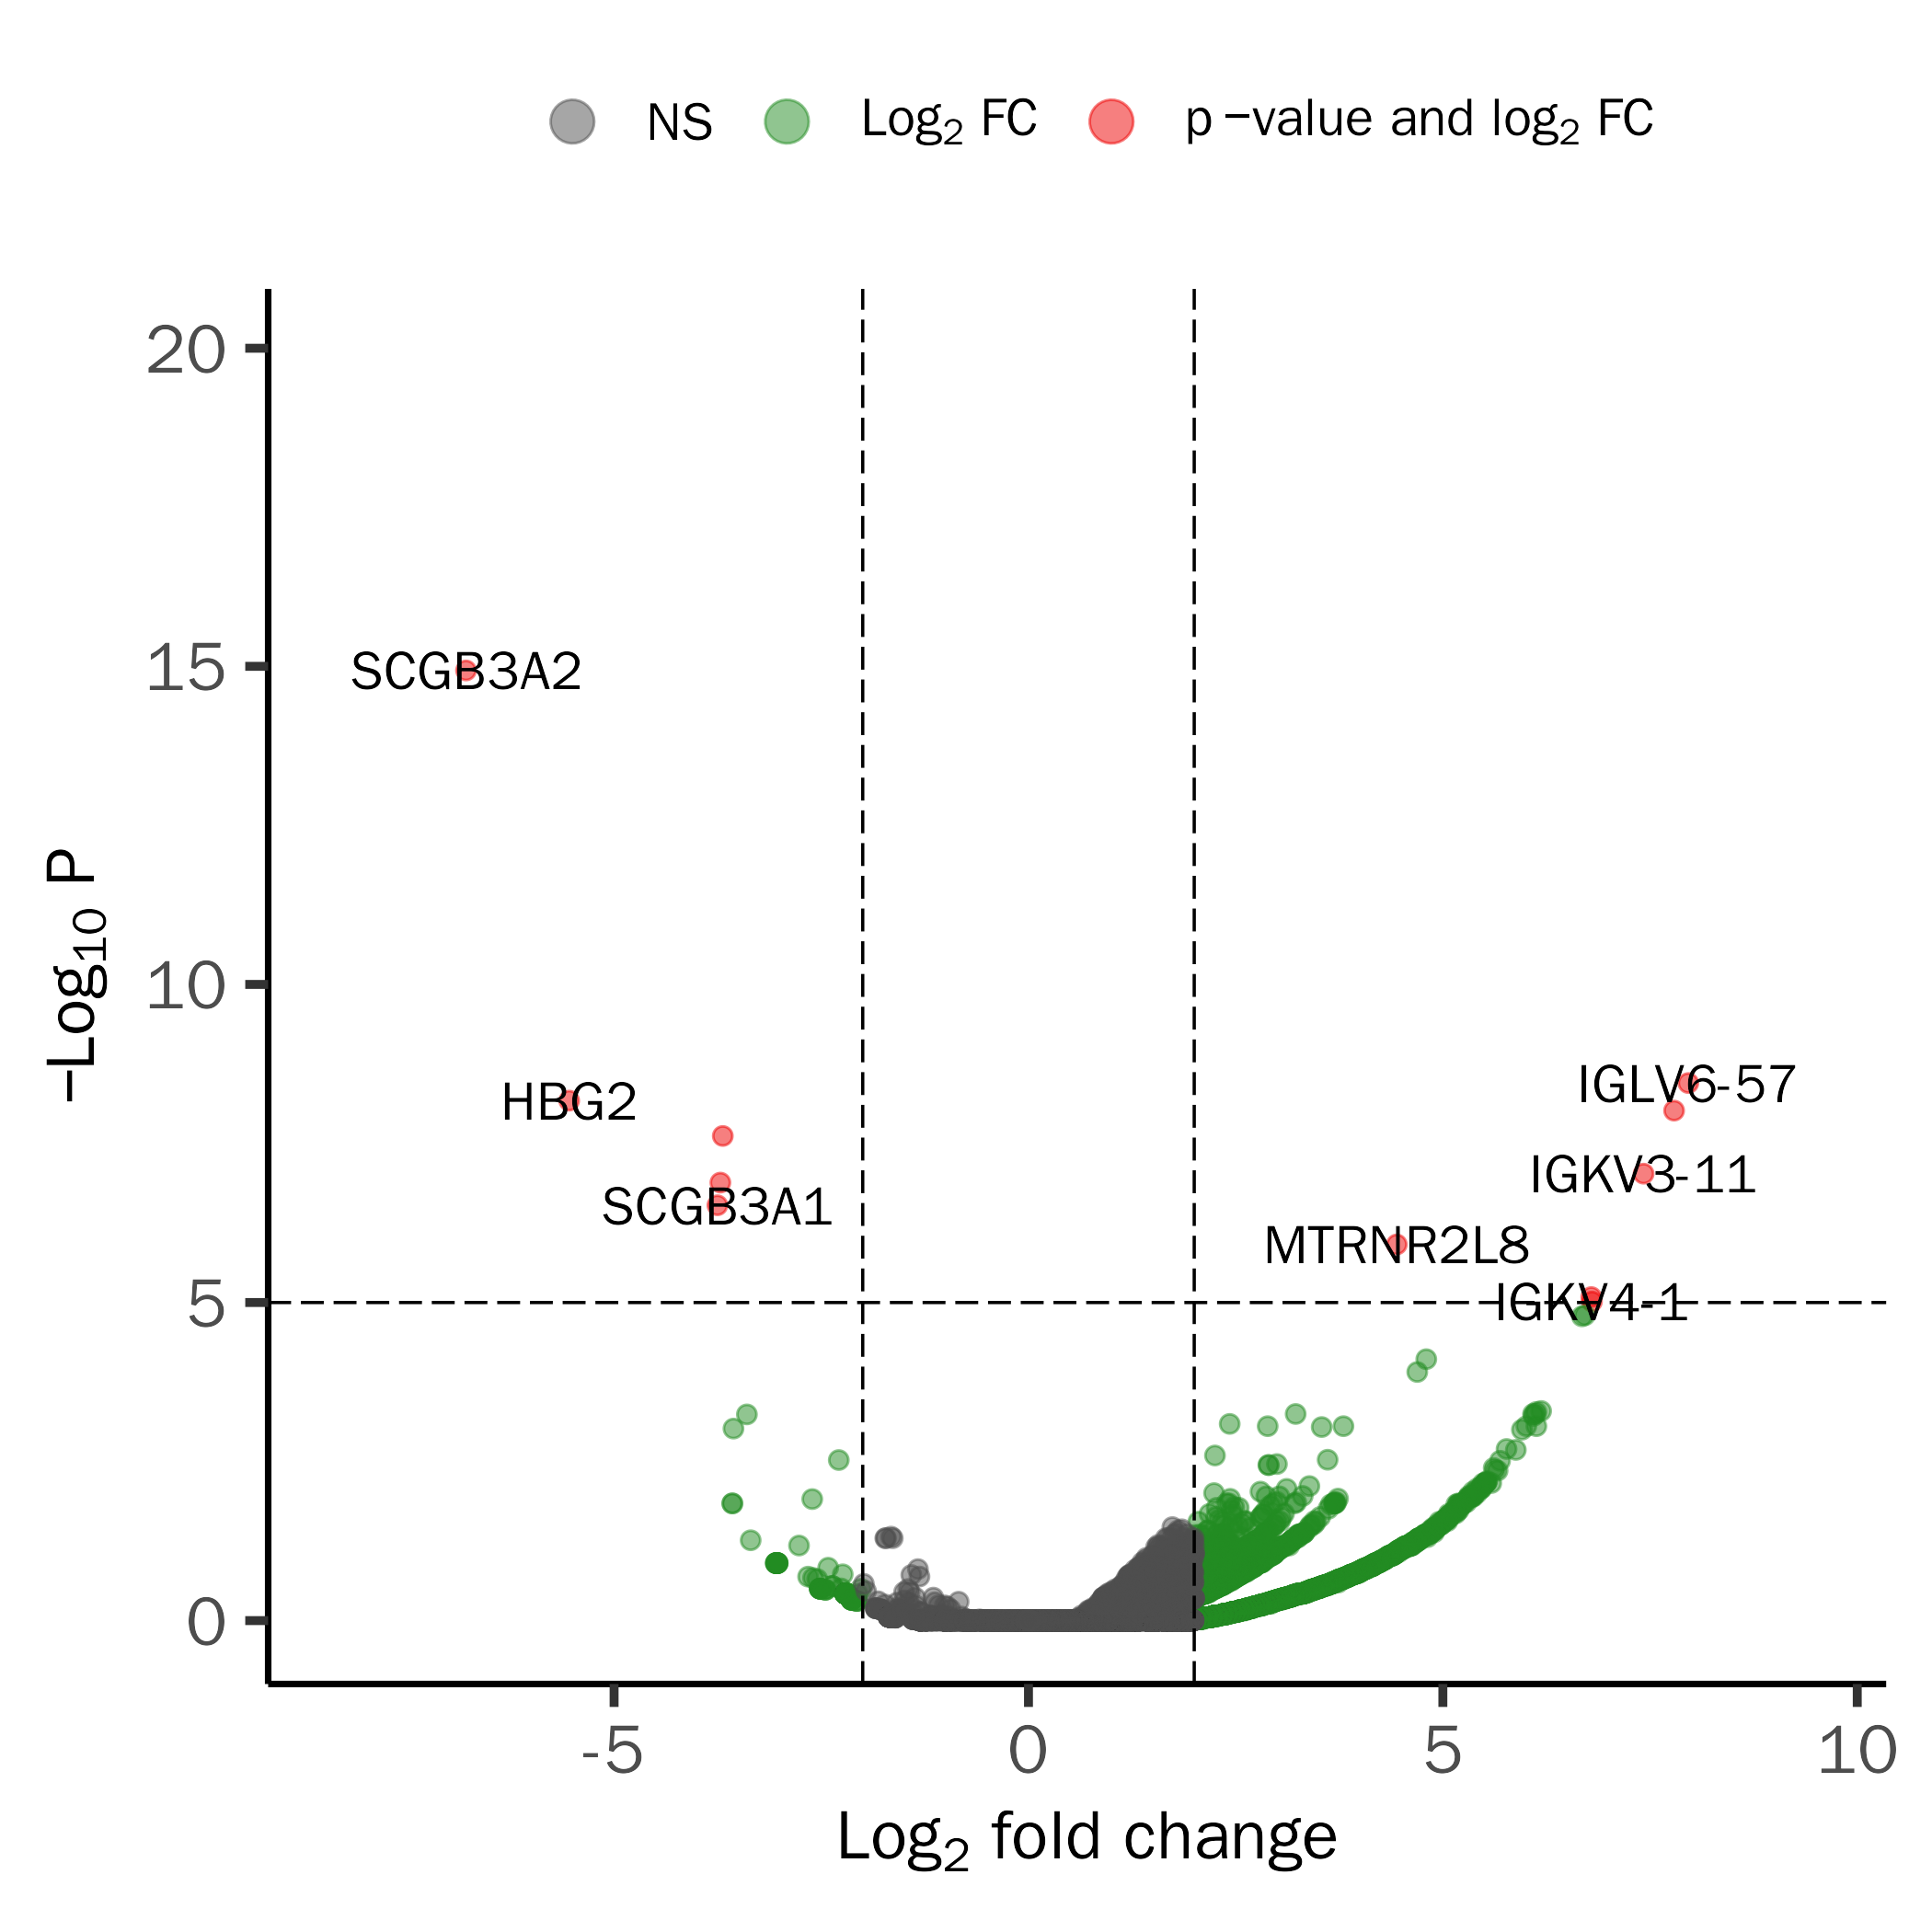 NS Log₂ FC p −value and log₂ FC
20
15
10
5
0
−Log₁₀ P
SCGB3A2
HBG2
SCGB3A1
IGLV6-57
IGKV3-11
MTRNR2L8
IGKV4-1
-5 0 5 10
Log₂ fold change